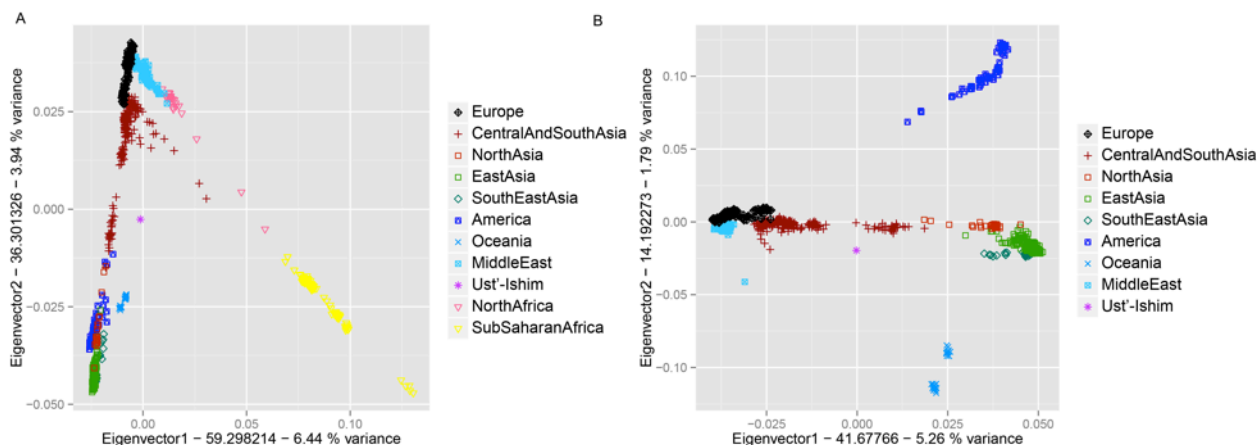 A
0.025
0.000
-0.025
-0.050
Eigenvector2 − 36.301326 − 3.94 % variance
0.00
0.05
0.10
Eigenvector1 − 59.298214 − 6.44 % variance
Europe
CentralAndSouthAsia
NorthAsia
EastAsia
SouthEastAsia
America
Oceania
MiddleEast
Ust'-Ishim
NorthAfrica
SubSaharanAfrica
B
0.10
0.05
0.00
-0.05
-0.10
Eigenvector2 − 14.192273 − 1.79 % variance
-0.025
0.000
0.025
0.050
Eigenvector1 − 41.67766 − 5.26 % variance
Europe
CentralAndSouthAsia
NorthAsia
EastAsia
SouthEastAsia
America
Oceania
MiddleEast
Ust'-Ishim